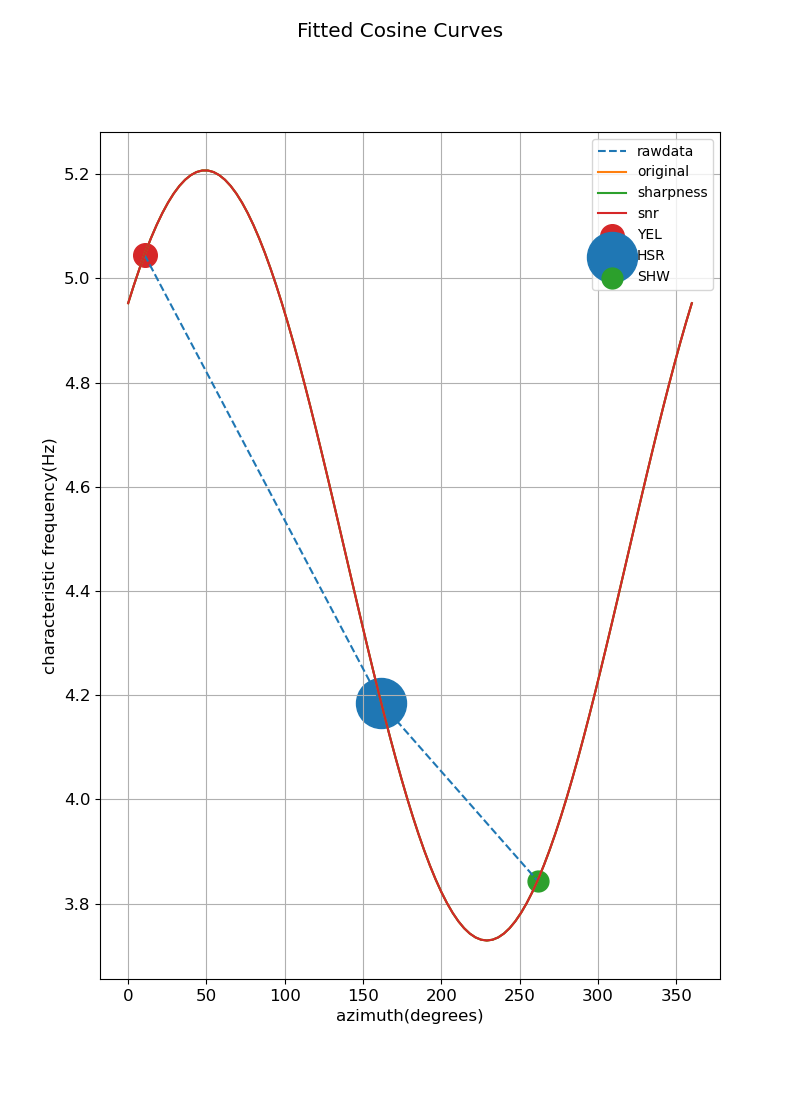 Fitted Cosine Curves
rawdata
original
sharpness
snr
YEL
HSR
SHW
5.2
5.0
4.8
4.6
4.4
4.2
4.0
3.8
characteristic frequency(Hz)
0 50 100 150 200 250 300 350
azimuth(degrees)